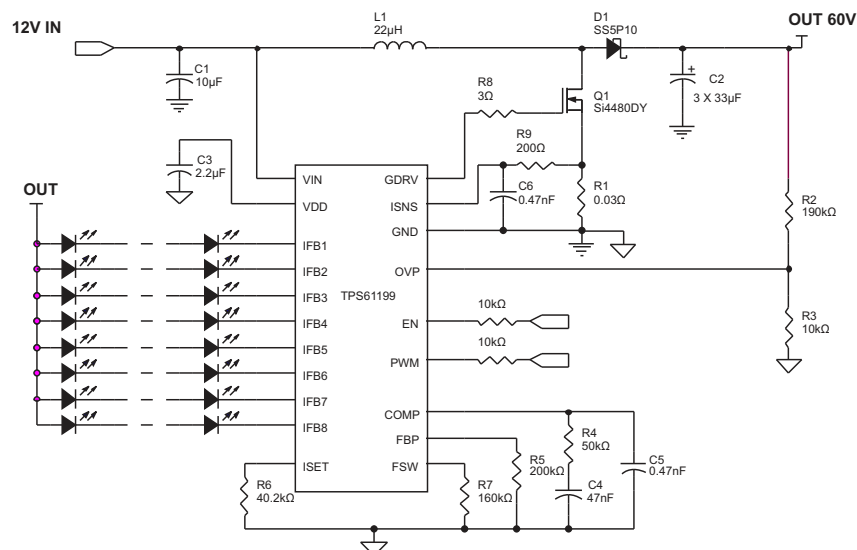 12V IN
L1
22µH
D1
SS5P10
OUT 60V
C1
10µF
R8
3Ω
Q1
Si4480DY
+
C2
3 X 33µF
R9
200Ω
C3
2.2µF
C6
0.47nF
R1
0.03Ω
R2
190kΩ
OUT
VIN
GDRV
VDD
ISNS
GND
IFB1
IFB2
OVP
IFB3
TPS61199
IFB4
EN
10kΩ
R3
10kΩ
IFB5
PWM
10kΩ
IFB6
IFB7
IFB8
COMP
FBP
R4
50kΩ
C5
0.47nF
ISET
FSW
R5
200kΩ
R6
40.2kΩ
R7
160kΩ
C4
47nF